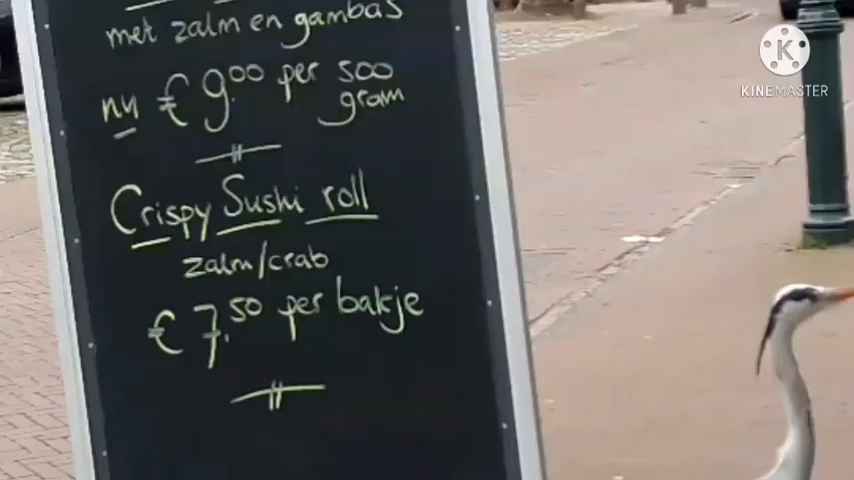 met zalm en gambas
nu € 9.00 per 500 gram
Crispy Sushi roll
zalm/crab
€ 7.50 per bakje
K
KINEMASTER